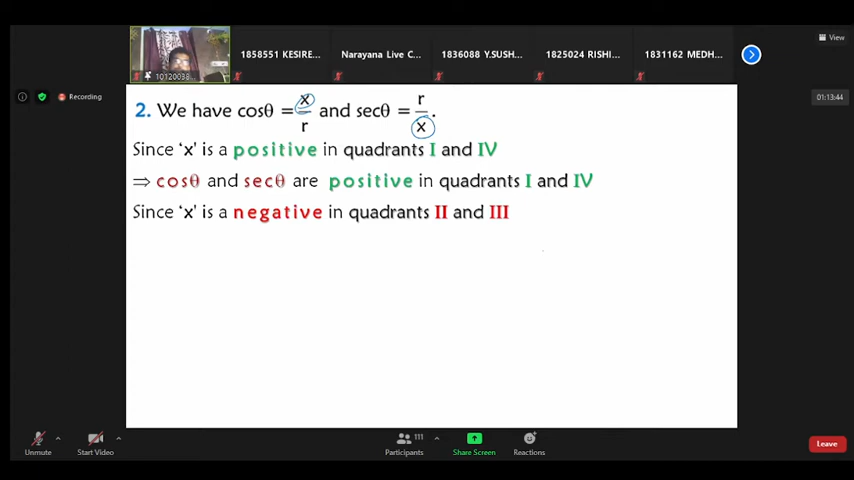 1858551 KESIRE...
Narayana Live C...
1836088 Y.SUSH...
1825024 RISHI...
1831162 MEDH...
View
Recording
01:13:44
2. We have cosθ = x/r and secθ = r/x.
Since 'x' is a positive in quadrants I and IV
⇒ cosθ and secθ are positive in quadrants I and IV
Since 'x' is a negative in quadrants II and III
Unmute
Start Video
Participants 111
Share Screen
Reactions
Leave